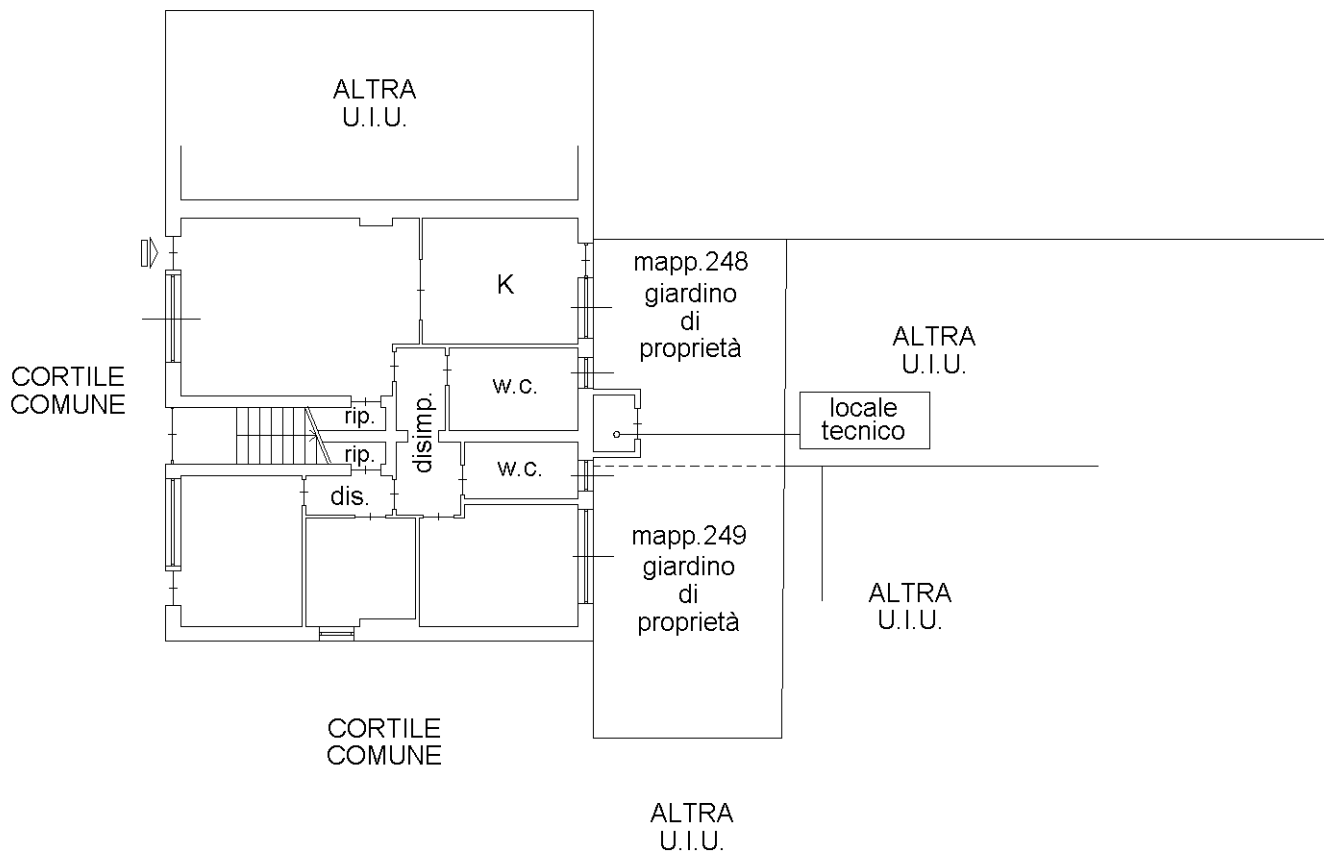 ALTRA
U.I.U.
K
mapp.248
giardino
di
proprietà
ALTRA
U.I.U.
CORTILE
COMUNE
w.c.
rip.
disimp.
locale
tecnico
rip.
w.c.
dis.
mapp.249
giardino
di
proprietà
ALTRA
U.I.U.
CORTILE
COMUNE
ALTRA
U.I.U.